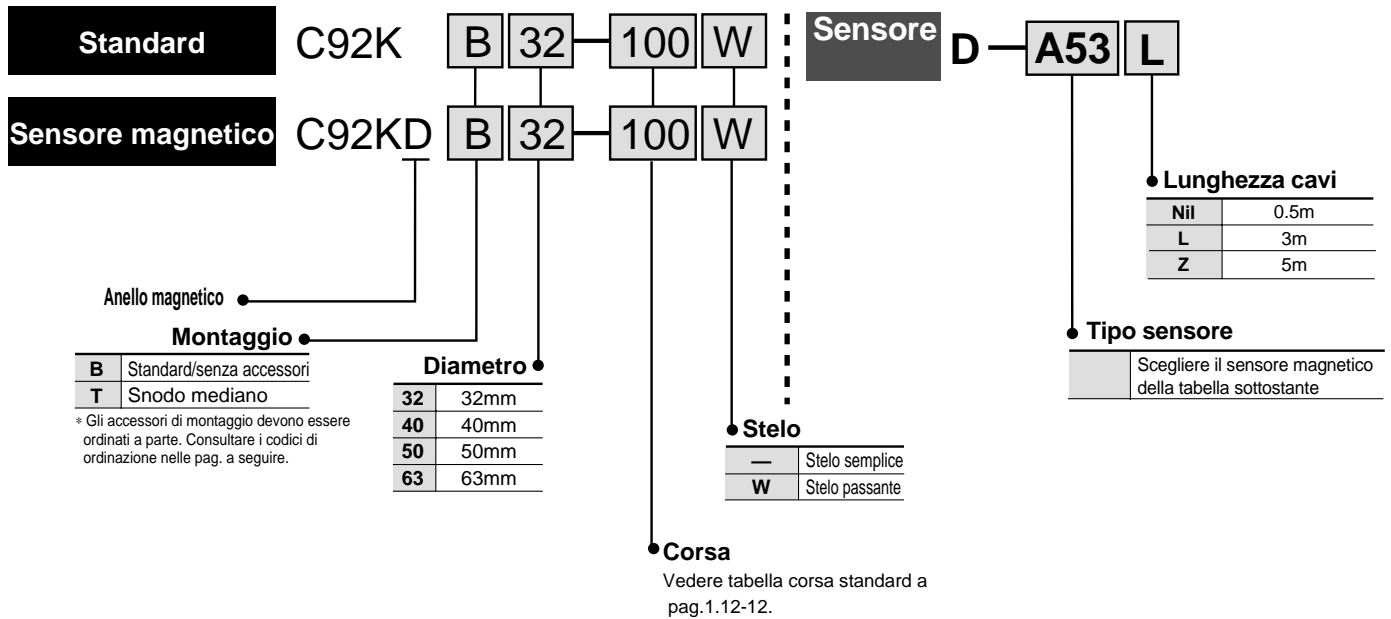 Standard C92K B 32 — 100 W
Sensore magnetico C92KD B 32 — 100 W
Sensore D — A53 L
Lunghezza cavi
Nil 0.5m
L 3m
Z 5m
Anello magnetico
Montaggio
B Standard/senza accessori
T Snodo mediano
* Gli accessori di montaggio devono essere
ordinati a parte. Consultare i codici di
ordinazione nelle pag. a seguire.
Diametro
32 32mm
40 40mm
50 50mm
63 63mm
Tipo sensore
Scegliere il sensore magnetico
della tabella sottostante
Stelo
— Stelo semplice
W Stelo passante
Corsa
Vedere tabella corsa standard a
pag.1.12-12.